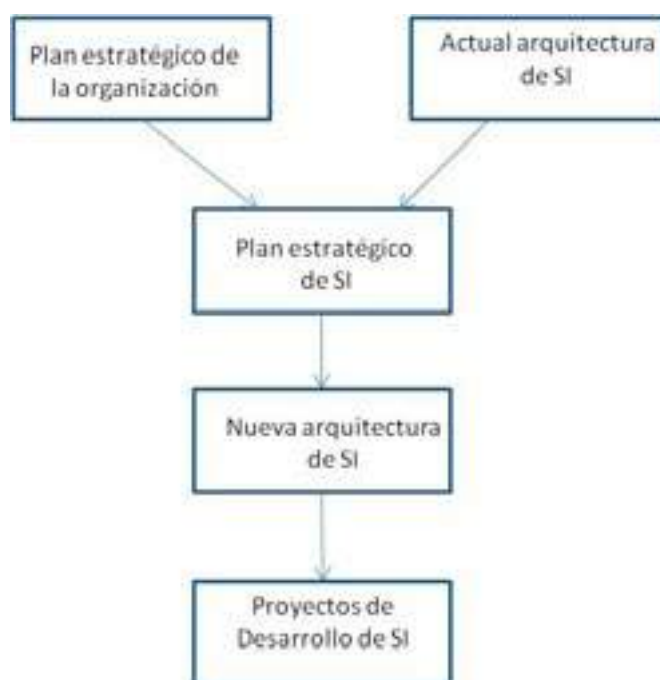 Plan estratégico de
la organización
Actual arquitectura
de SI
Plan estratégico
de SI
Nueva arquitectura
de SI
Proyectos de
Desarrollo de SI